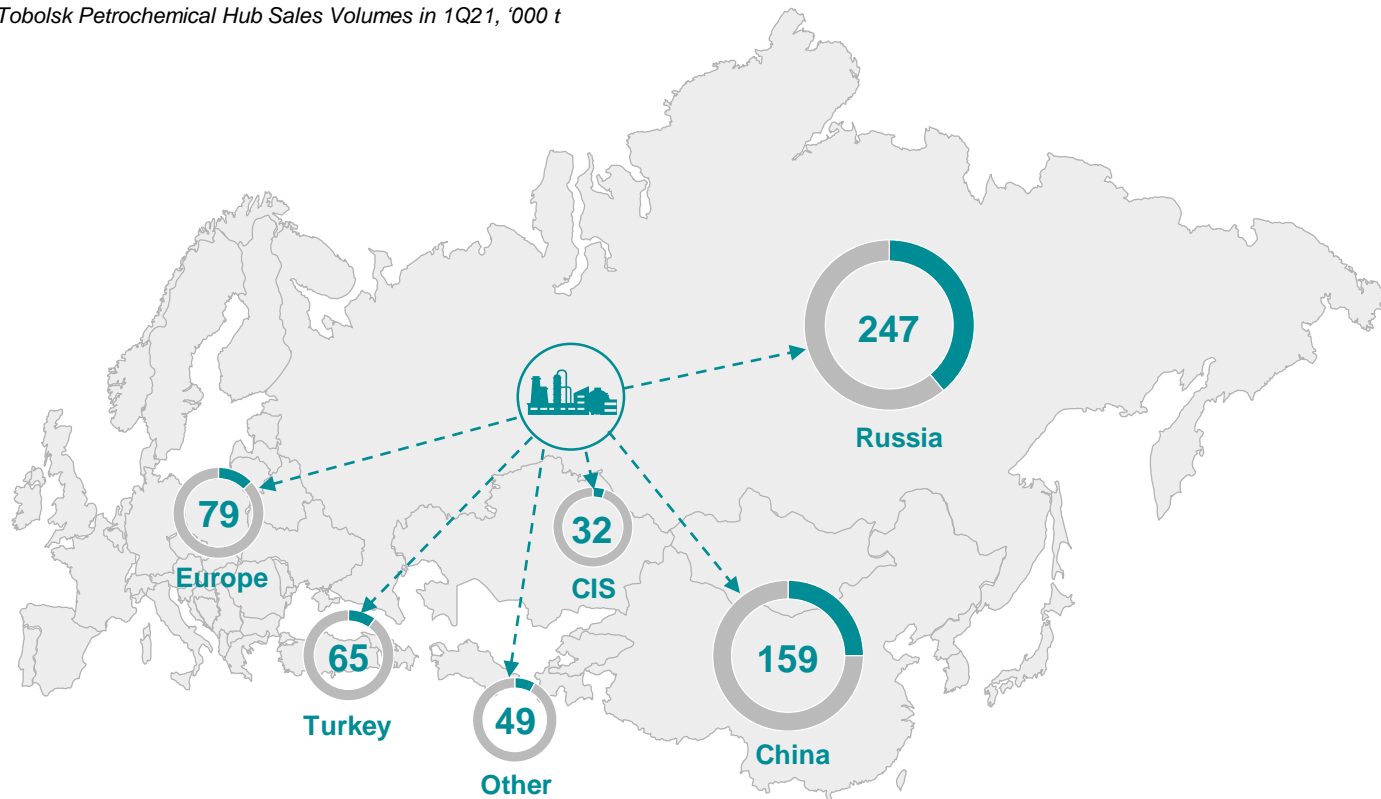 Tobolsk Petrochemical Hub Sales Volumes in 1Q21, ‘000 t
247
Russia
79
Europe
32
CIS
65
Turkey
159
China
49
Other